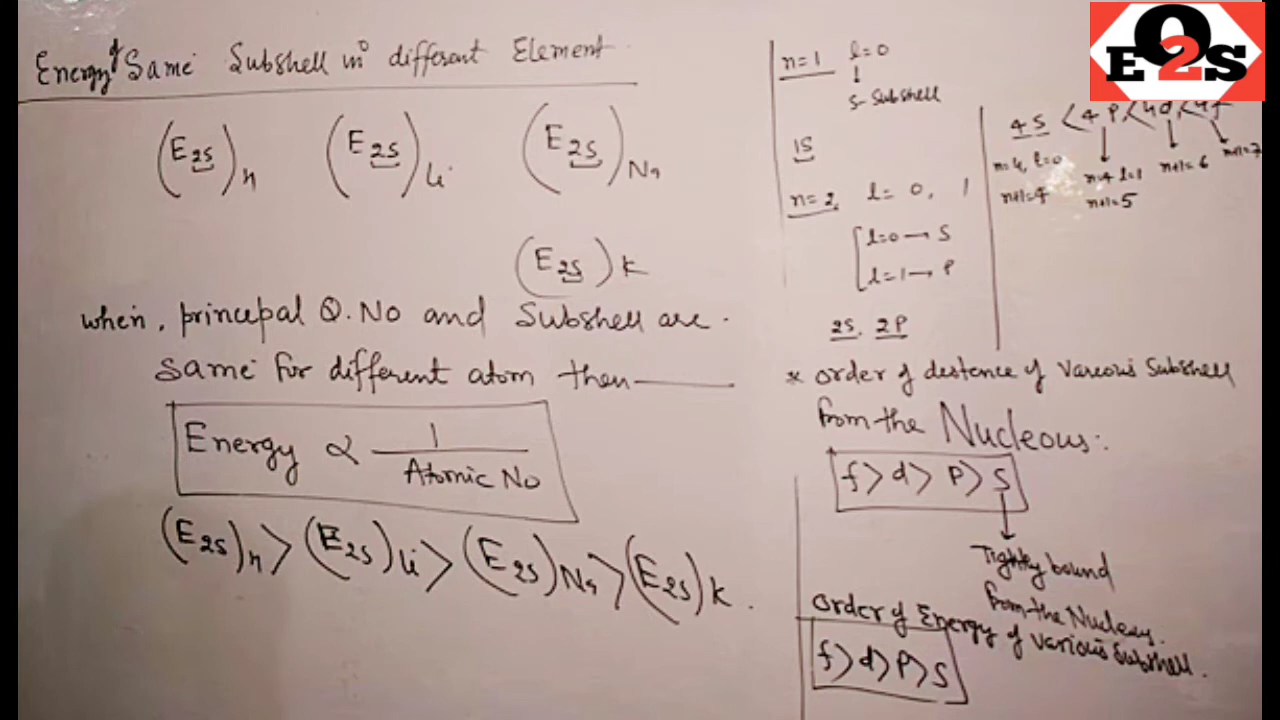 Energy of Same Subshell in different Element
(E2s)H (E2s)Li (E2s)Na
(E2s)K
when, principal Q.No and Subshell are
Same for different atom then
Energy ∝ 1 / Atomic No
(E2s)H > (E2s)Li > (E2s)Na > (E2s)K.
n=1 l=0
↓
s-Subshell
1S
n=2, l= 0, 1
l=0 → S
l=1 → P
2S, 2P
EO2S
4S < 4P < 4d < 4f
n=4, l=0
n+l=4
n=4 l=1
n+l=5
n+l=6
n+l=7
* order of destence of Vareous Subshell
from the Nucleous:
f > d > P > S
↓
Tightly bound
from the Nucleus.
Order of Energy of various Subshell.
f > d > P > S